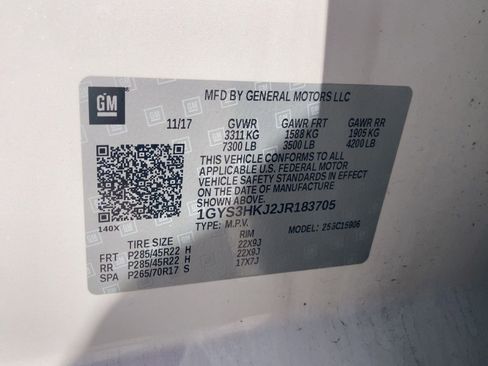 GM
MFD BY GENERAL MOTORS LLC
11/17 GVWR GAWR FRT GAWR RR
3311 KG 1588 KG 1905 KG
7300 LB 3500 LB 4200 LB
THIS VEHICLE CONFORMS TO ALL
APPLICABLE U.S. FEDERAL MOTOR
VEHICLE SAFETY STANDARDS IN EFFECT
ON THE DATE OF MANUFACTURE SHOWN ABOVE.
1GYS3HKJ2JR183705
140X TYPE: M.P.V.
TIRE SIZE RIM
FRT P285/45R22 H 22X9J
RR P285/45R22 H 22X9J
SPA P265/70R17 S 17X7J